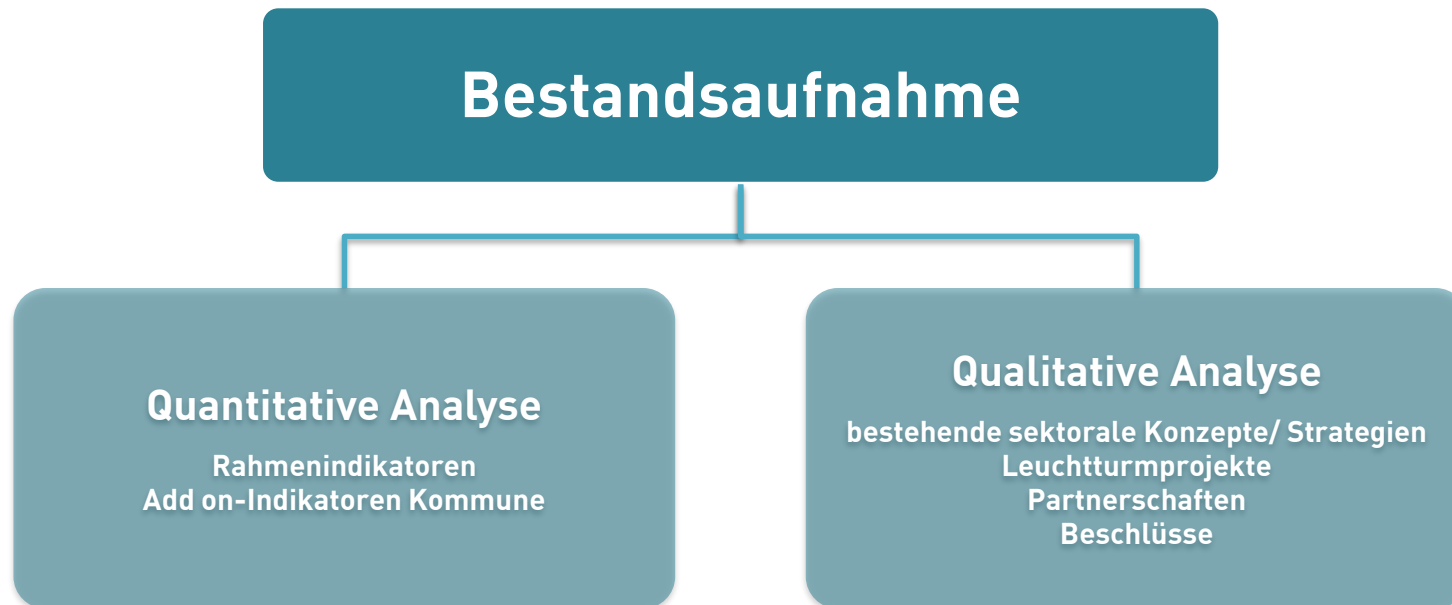 Bestandsaufnahme
Quantitative Analyse
Rahmenindikatoren
Add on-Indikatoren Kommune
Qualitative Analyse
bestehende sektorale Konzepte/ Strategien
Leuchtturmprojekte
Partnerschaften
Beschlüsse